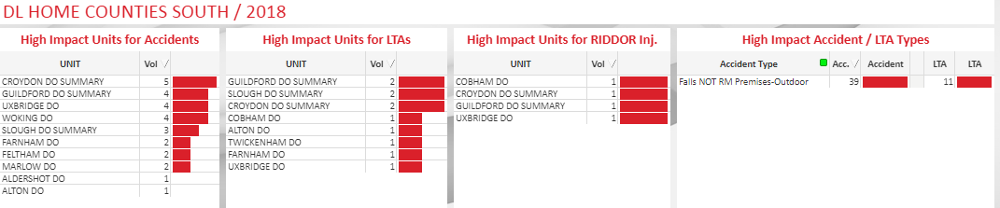 DL HOME COUNTIES SOUTH / 2018
High Impact Units for Accidents
UNIT Vol
CROYDON DO SUMMARY 5
GUILDFORD DO SUMMARY 4
UXBRIDGE DO 4
WOKING DO 4
SLOUGH DO SUMMARY 3
FARNHAM DO 2
FELTHAM DO 2
MARLOW DO 2
ALDERSHOT DO 1
ALTON DO 1
High Impact Units for LTAs
UNIT Vol
GUILDFORD DO SUMMARY 2
SLOUGH DO SUMMARY 2
CROYDON DO SUMMARY 2
COBHAM DO 1
ALTON DO 1
TWICKENHAM DO 1
FARNHAM DO 1
UXBRIDGE DO 1
High Impact Units for RIDDOR Inj.
UNIT Vol
COBHAM DO 1
CROYDON DO SUMMARY 1
GUILDFORD DO SUMMARY 1
UXBRIDGE DO 1
High Impact Accident / LTA Types
Accident Type Acc. Accident LTA LTA
Falls NOT RM Premises-Outdoor 39 11